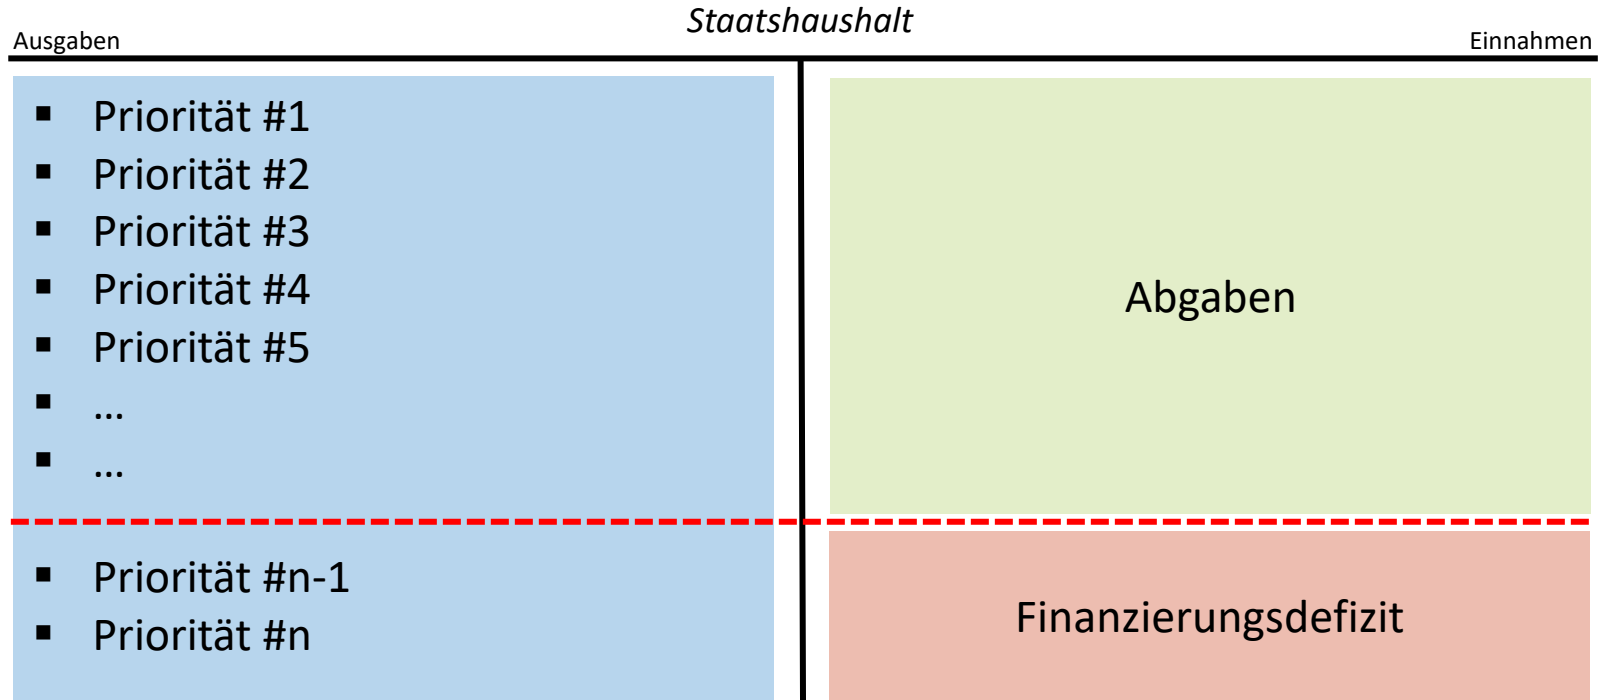 Staatshaushalt
Ausgaben
Einnahmen
▪ Priorität #1
▪ Priorität #2
▪ Priorität #3
▪ Priorität #4
▪ Priorität #5
▪ ...
▪ ...
▪ Priorität #n-1
▪ Priorität #n
Abgaben
Finanzierungsdefizit